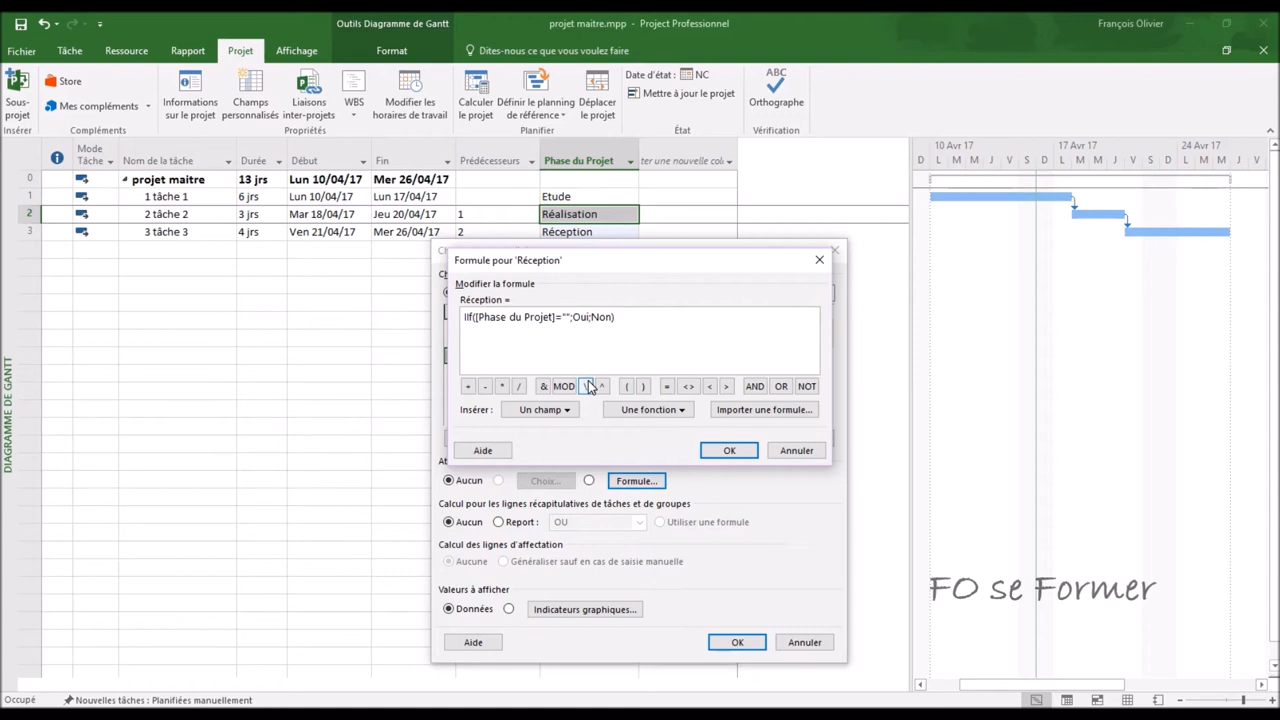 Outils Diagramme de Gantt
projet maitre.mpp - Project Professionnel
François Olivier
Fichier Tâche Ressource Rapport Projet Affichage Format Dites-nous ce que vous voulez faire
Sous-projet
Insérer
Store
Mes compléments
Compléments
Informations sur le projet
Champs personnalisés
Liaisons inter-projets
WBS
Modifier les horaires de travail
Propriétés
Calculer le projet
Définir le planning de référence
Déplacer le projet
Planifier
Date d'état : NC
Mettre à jour le projet
État
ABC
Orthographe
Vérification
Mode Tâche Nom de la tâche Durée Début Fin Prédécesseurs Phase du Projet ter une nouvelle colo
10 Avr 17 17 Avr 17 24 Avr 17
D L M M J V S D L M M J V S D L M M J V
0 projet maitre 13 jrs Lun 10/04/17 Mer 26/04/17
1 1 tâche 1 6 jrs Lun 10/04/17 Lun 17/04/17 Etude
2 2 tâche 2 3 jrs Mar 18/04/17 Jeu 20/04/17 1 Réalisation
3 3 tâche 3 4 jrs Ven 21/04/17 Mer 26/04/17 2 Réception
DIAGRAMME DE GANTT
Formule pour 'Réception'
Modifier la formule
Réception =
IIf([Phase du Projet]="";Oui;Non)
+ - * / & MOD \ ^ ( ) = <> < > AND OR NOT
Insérer : Un champ Une fonction Importer une formule...
Aide OK Annuler
Aucun Choix... Formule...
Calcul pour les lignes récapitulatives de tâches et de groupes
Aucun Report : OU Utiliser une formule
Calcul des lignes d'affectation
Aucune Généraliser sauf en cas de saisie manuelle
Valeurs à afficher
Données Indicateurs graphiques...
Aide OK Annuler
FO se Former
Occupé Nouvelles tâches : Planifiées manuellement